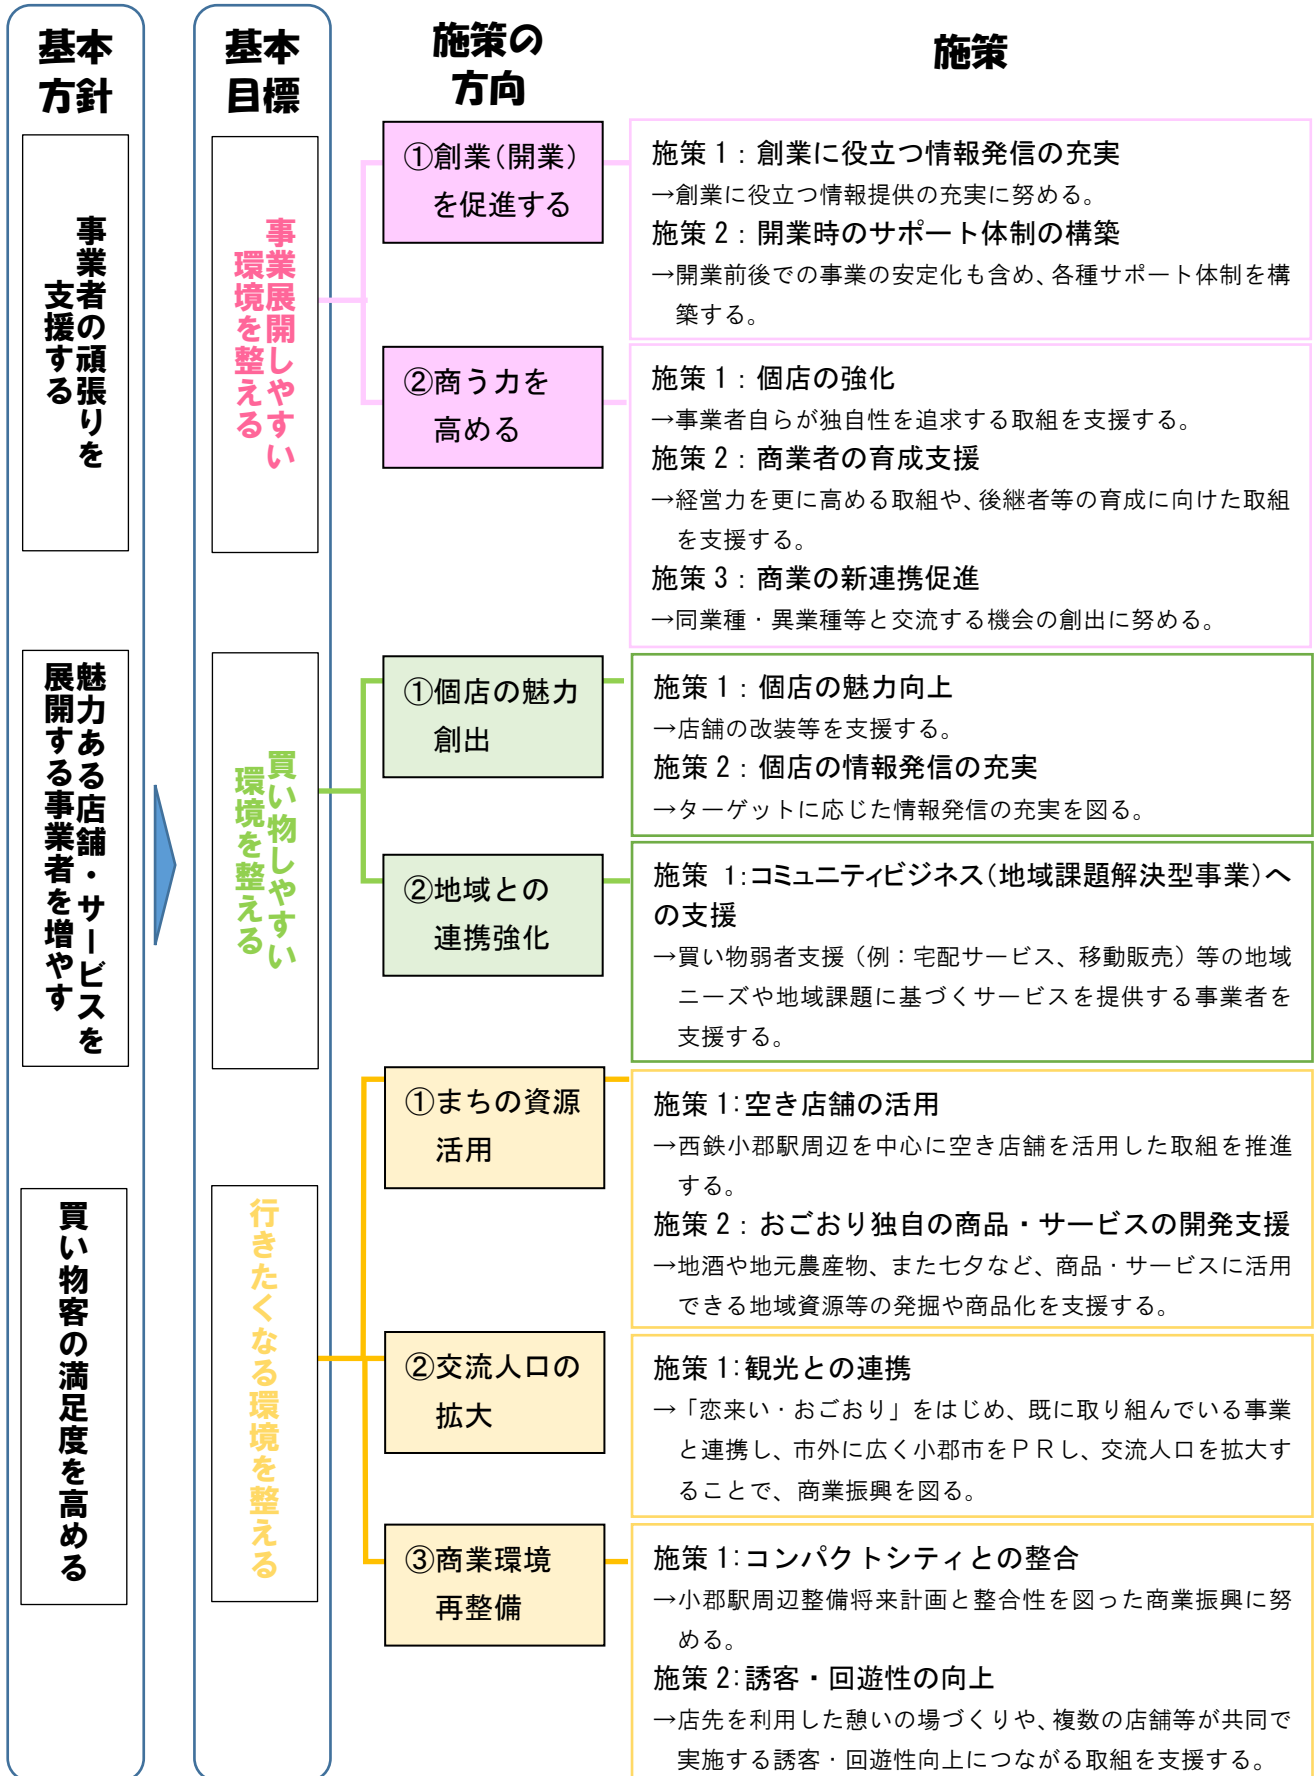 基本
方針
基本
目標
施策の
方向
施策
事業者の頑張りを
支援する
魅力ある店舗・サービスを
展開する事業者を増やす
買い物客の満足度を高める
事業展開しやすい
環境を整える
①創業（開業）
を促進する
施策１：創業に役立つ情報発信の充実
→創業に役立つ情報提供の充実に努める。
施策２：開業時のサポート体制の構築
→開業前後での事業の安定化も含め、各種サポート体制を構
築する。
②商う力を
高める
施策１：個店の強化
→事業者自らが独自性を追求する取組を支援する。
施策２：商業者の育成支援
→経営力を更に高める取組や、後継者等の育成に向けた取組
を支援する。
施策３：商業の新連携促進
→同業種・異業種等と交流する機会の創出に努める。
買い物しやすい
環境を整える
①個店の魅力
創出
施策１：個店の魅力向上
→店舗の改装等を支援する。
施策２：個店の情報発信の充実
→ターゲットに応じた情報発信の充実を図る。
②地域との
連携強化
施策 1:コミュニティビジネス（地域課題解決型事業）へ
の支援
→買い物弱者支援（例：宅配サービス、移動販売）等の地域
ニーズや地域課題に基づくサービスを提供する事業者を
支援する。
行きたくなる環境を整える
①まちの資源
活用
施策1:空き店舗の活用
→西鉄小郡駅周辺を中心に空き店舗を活用した取組を推進
する。
施策２：おごおり独自の商品・サービスの開発支援
→地酒や地元農産物、また七夕など、商品・サービスに活用
できる地域資源等の発掘や商品化を支援する。
②交流人口の
拡大
施策1:観光との連携
→「恋来い・おごおり」をはじめ、既に取り組んでいる事業
と連携し、市外に広く小郡市をＰＲし、交流人口を拡大す
ることで、商業振興を図る。
③商業環境
再整備
施策1:コンパクトシティとの整合
→小郡駅周辺整備将来計画と整合性を図った商業振興に努
める。
施策2:誘客・回遊性の向上
→店先を利用した憩いの場づくりや、複数の店舗等が共同で
実施する誘客・回遊性向上につながる取組を支援する。